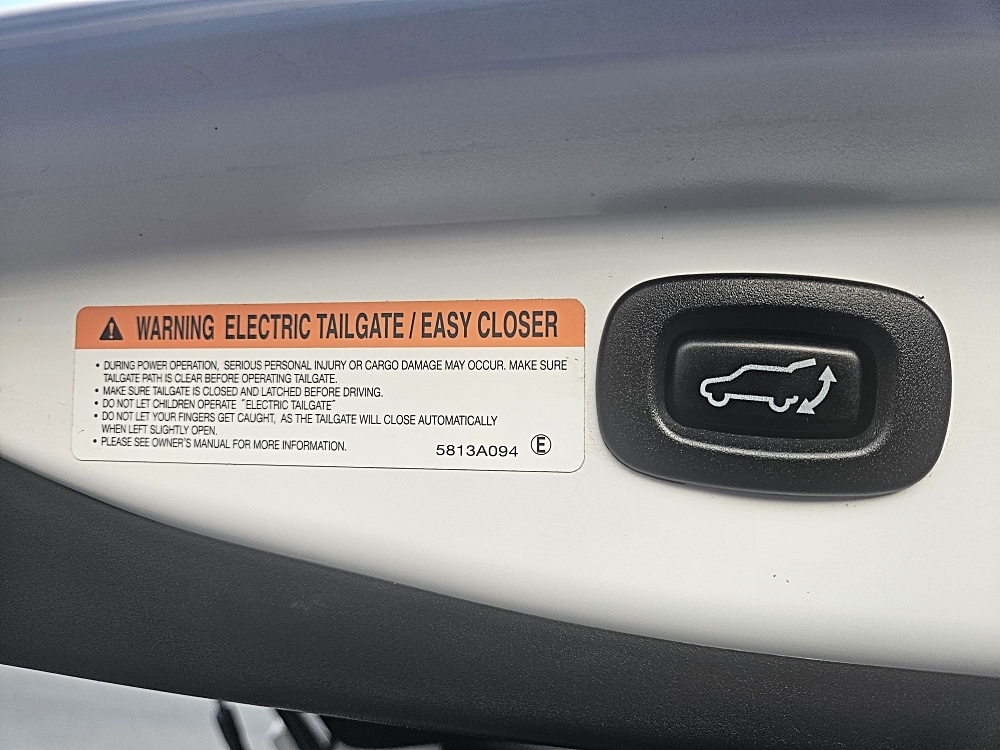 WARNING ELECTRIC TAILGATE / EASY CLOSER
• DURING POWER OPERATION, SERIOUS PERSONAL INJURY OR CARGO DAMAGE MAY OCCUR. MAKE SURE
TAILGATE PATH IS CLEAR BEFORE OPERATING TAILGATE.
• MAKE SURE TAILGATE IS CLOSED AND LATCHED BEFORE DRIVING.
• DO NOT LET CHILDREN OPERATE "ELECTRIC TAILGATE"
• DO NOT LET YOUR FINGERS GET CAUGHT, AS THE TAILGATE WILL CLOSE AUTOMATICALLY
WHEN LEFT SLIGHTLY OPEN.
• PLEASE SEE OWNER'S MANUAL FOR MORE INFORMATION.
5813A094 Ⓔ